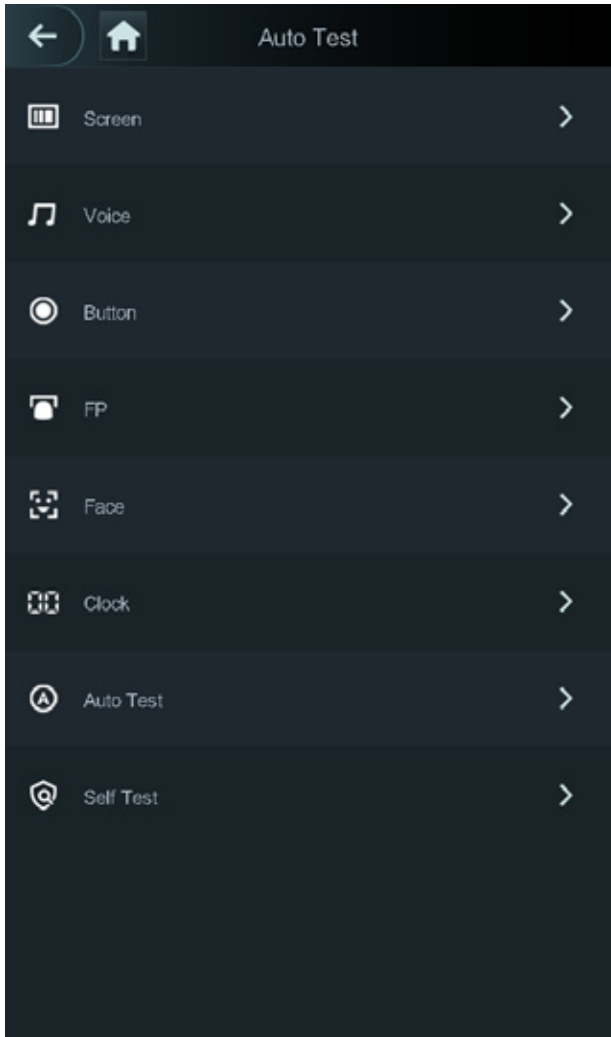 Auto Test
Screen
Voice
Button
FP
Face
Clock
Auto Test
Self Test